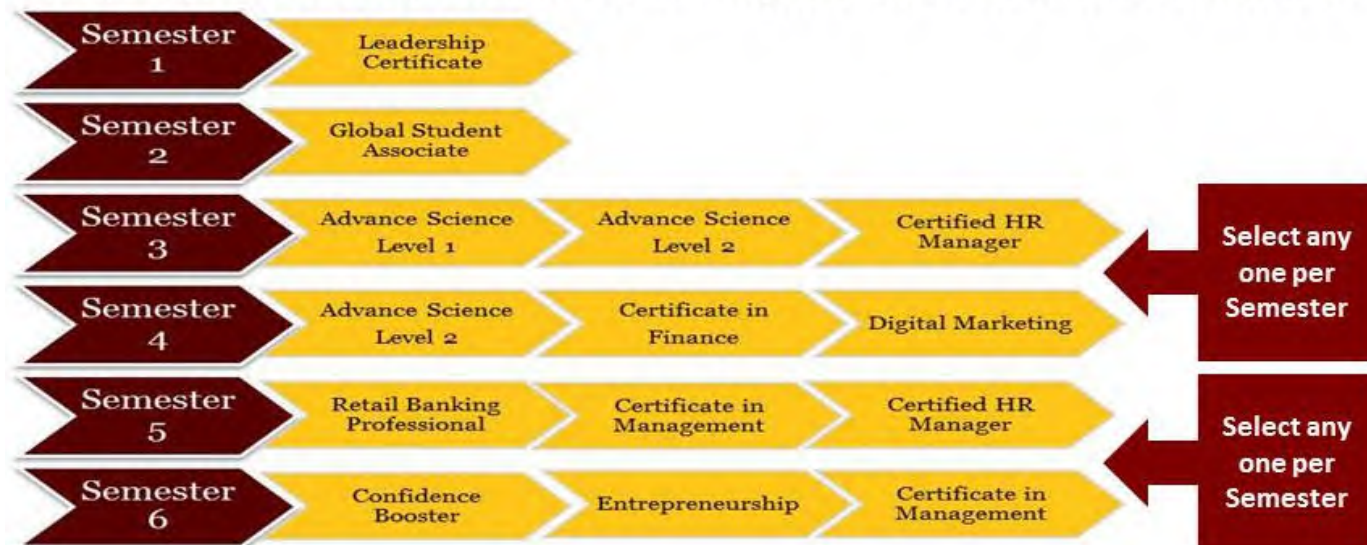 Semester
1
Leadership
Certificate
Semester
2
Global Student
Associate
Semester
3
Advance Science
Level 1
Advance Science
Level 2
Certified HR
Manager
Semester
4
Advance Science
Level 2
Certificate in
Finance
Digital Marketing
Select any
one per
Semester
Semester
5
Retail Banking
Professional
Certificate in
Management
Certified HR
Manager
Semester
6
Confidence
Booster
Entrepreneurship
Certificate in
Management
Select any
one per
Semester